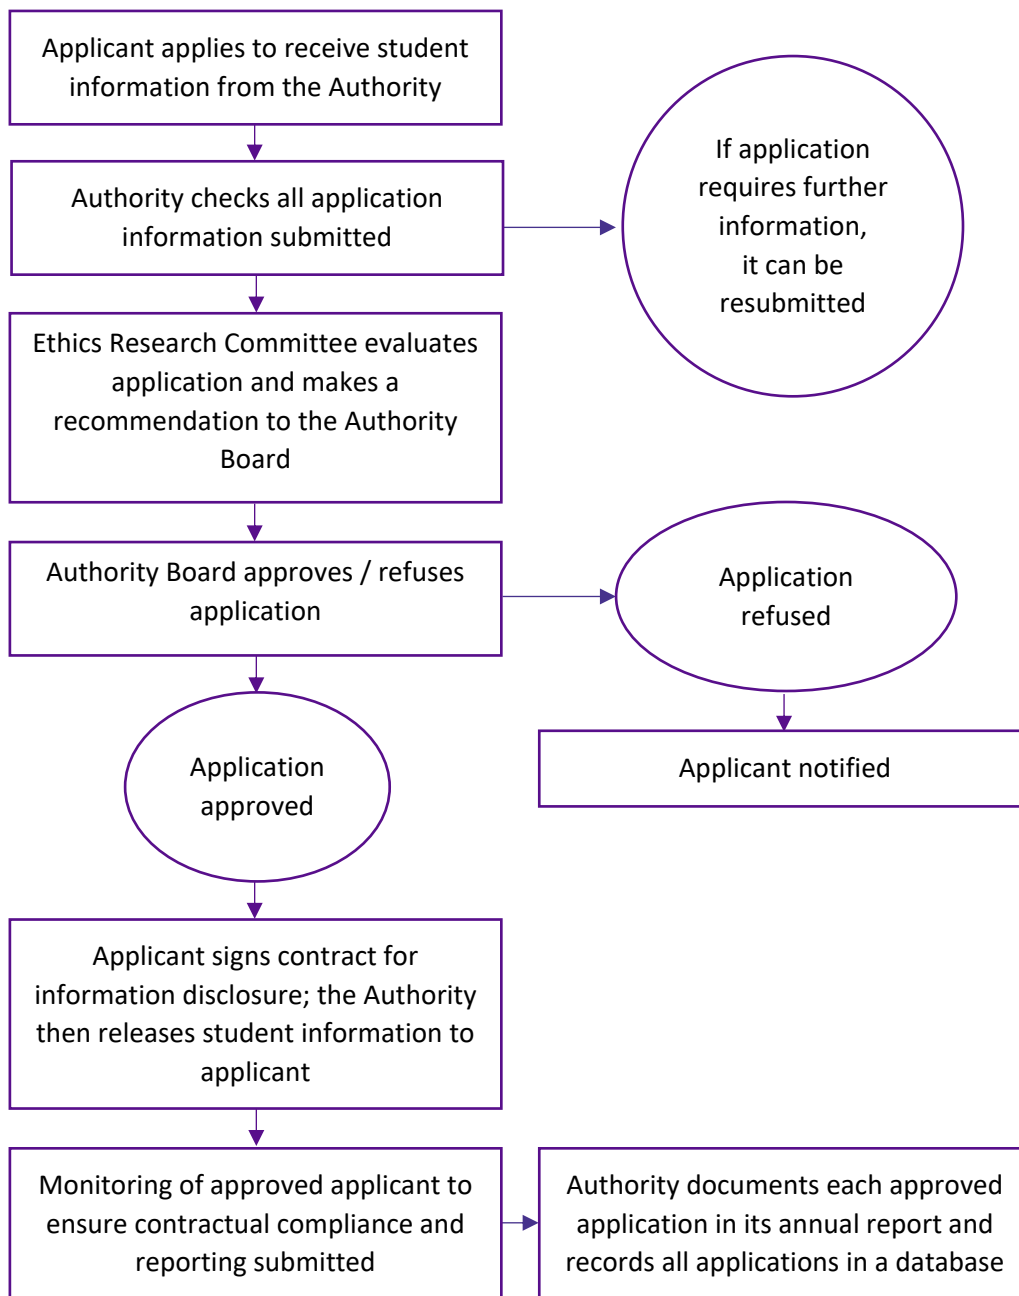 Applicant applies to receive student
information from the Authority
Authority checks all application
information submitted
If application
requires further
information,
it can be
resubmitted
Ethics Research Committee evaluates
application and makes a
recommendation to the Authority
Board
Authority Board approves / refuses
application
Application
refused
Application
approved
Applicant notified
Applicant signs contract for
information disclosure; the Authority
then releases student information to
applicant
Monitoring of approved applicant to
ensure contractual compliance and
reporting submitted
Authority documents each approved
application in its annual report and
records all applications in a database